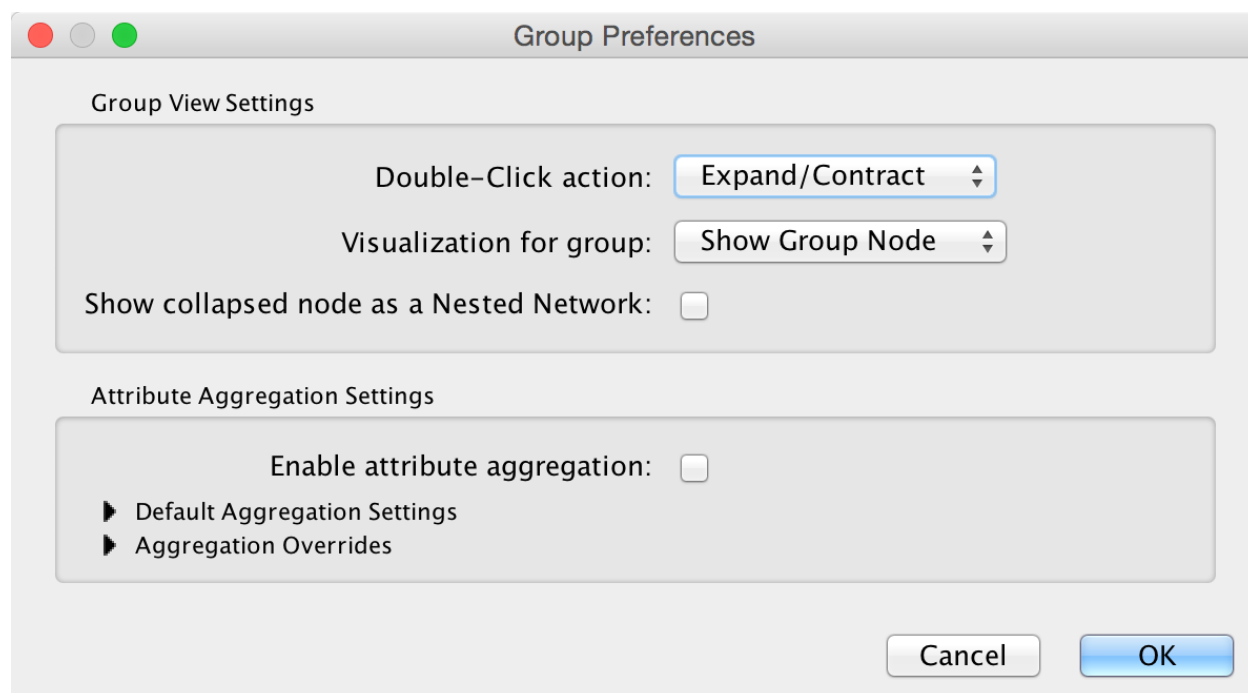 Group Preferences
Group View Settings
Double-Click action: Expand/Contract
Visualization for group: Show Group Node
Show collapsed node as a Nested Network:
Attribute Aggregation Settings
Enable attribute aggregation:
Default Aggregation Settings
Aggregation Overrides
Cancel OK